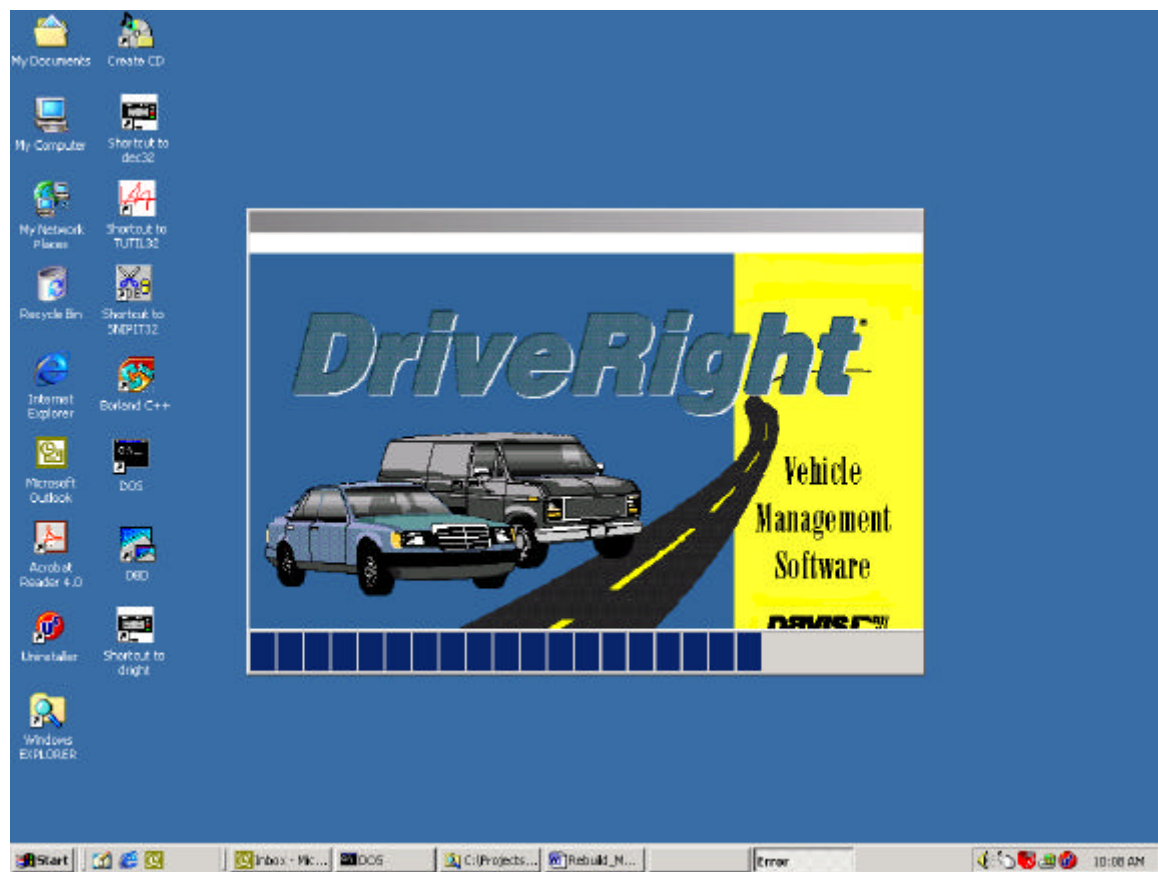 My Documents
Create CD
My Computer
Shortcut to
dec32
My Network
Places
Shortcut to
TUTIL32
Recycle Bin
Shortcut to
SNIPIT32
Internet
Explorer
Borland C++
Microsoft
Outlook
DOS
Acrobat
Reader 4.0
DBD
Uninstaller
Shortcut to
dright
Windows
EXPLORER
DriveRight
Vehicle
Management
Software
Start
Inbox - Mic...
DOS
C:\Projects...
Rebuild_M...
Error
10:08 AM